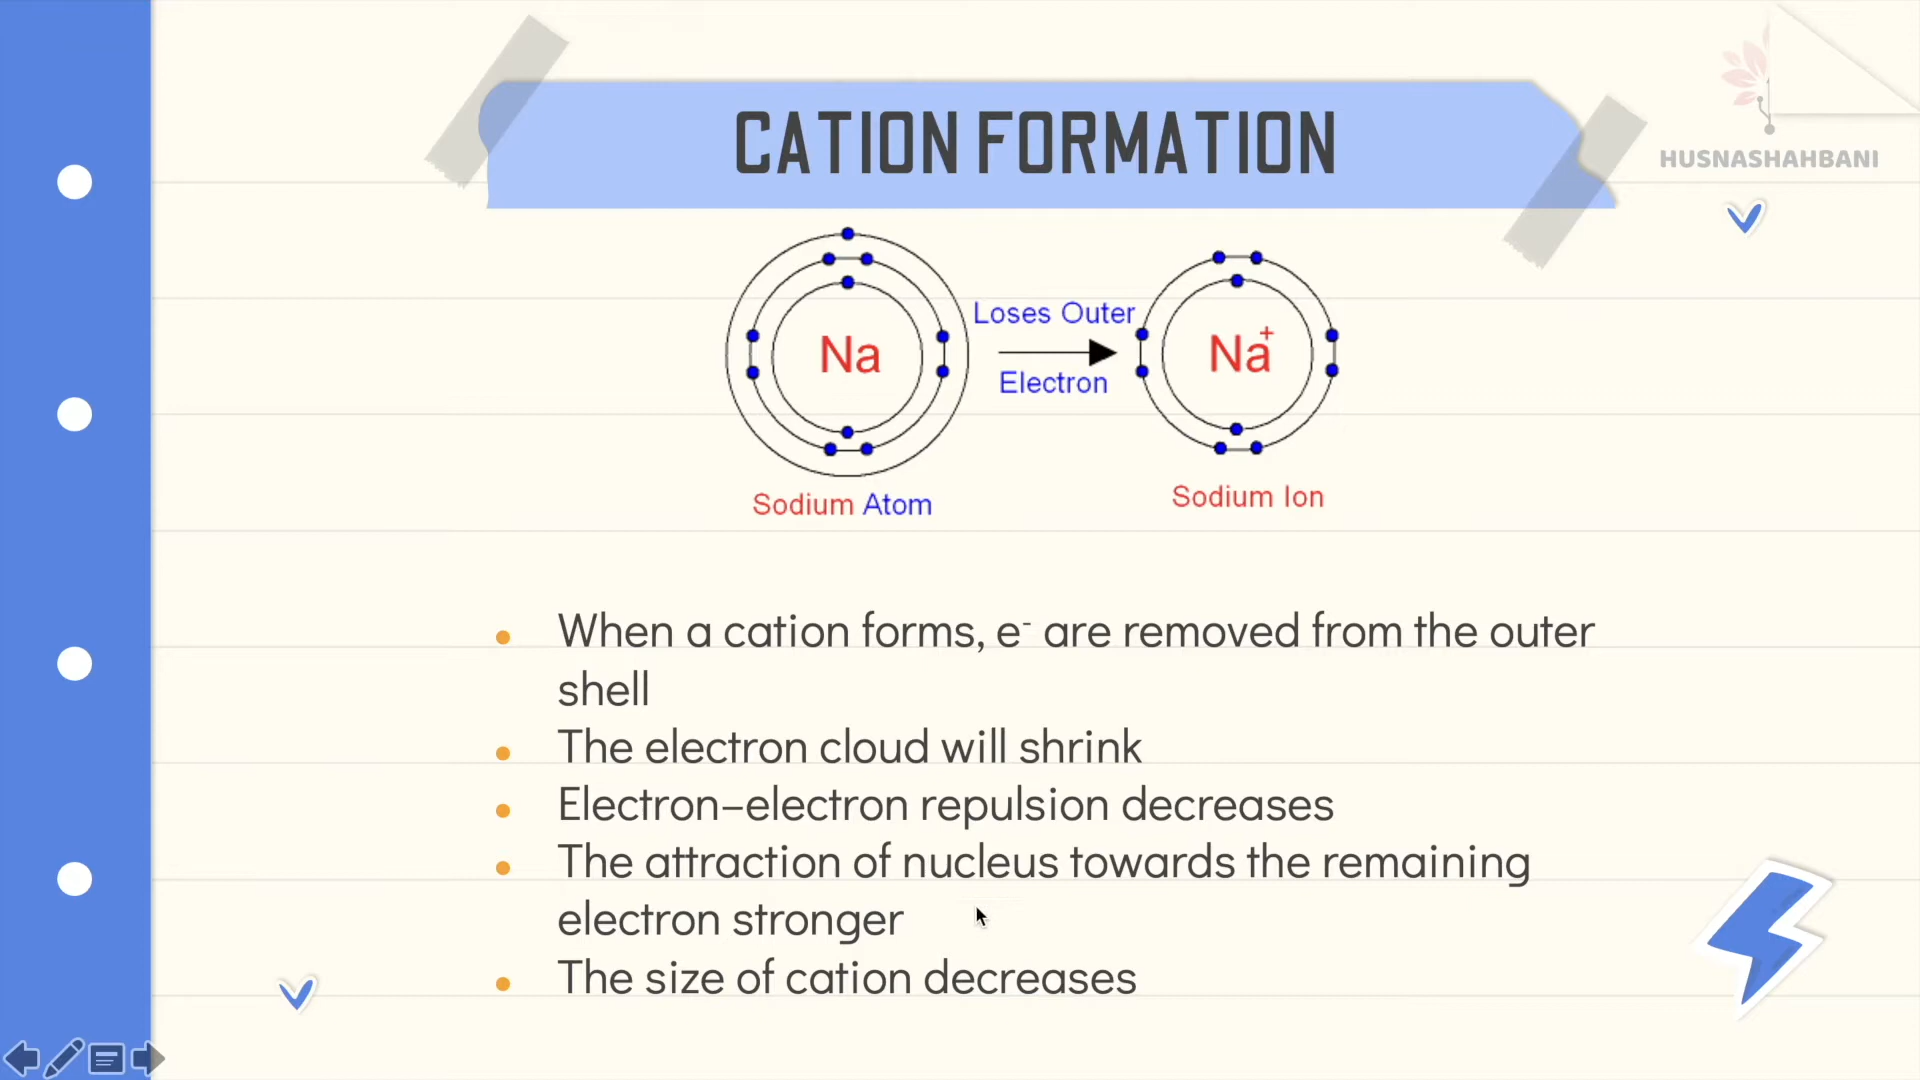 CATION FORMATION
HUSNASHAHBANI
Loses Outer
Electron
Na
Na+
Sodium Atom
Sodium Ion
• When a cation forms, e⁻ are removed from the outer
shell
• The electron cloud will shrink
• Electron–electron repulsion decreases
• The attraction of nucleus towards the remaining
electron stronger
• The size of cation decreases